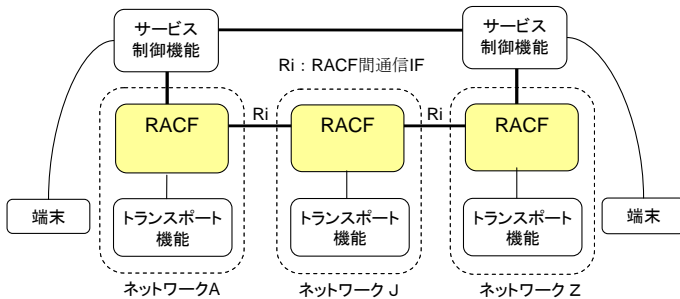 サービス
制御機能
サービス
制御機能
Ri：RACF間通信IF
RACF
Ri
RACF
Ri
RACF
端末
トランスポート
機能
トランスポート
機能
トランスポート
機能
端末
ネットワークA
ネットワーク J
ネットワーク Z